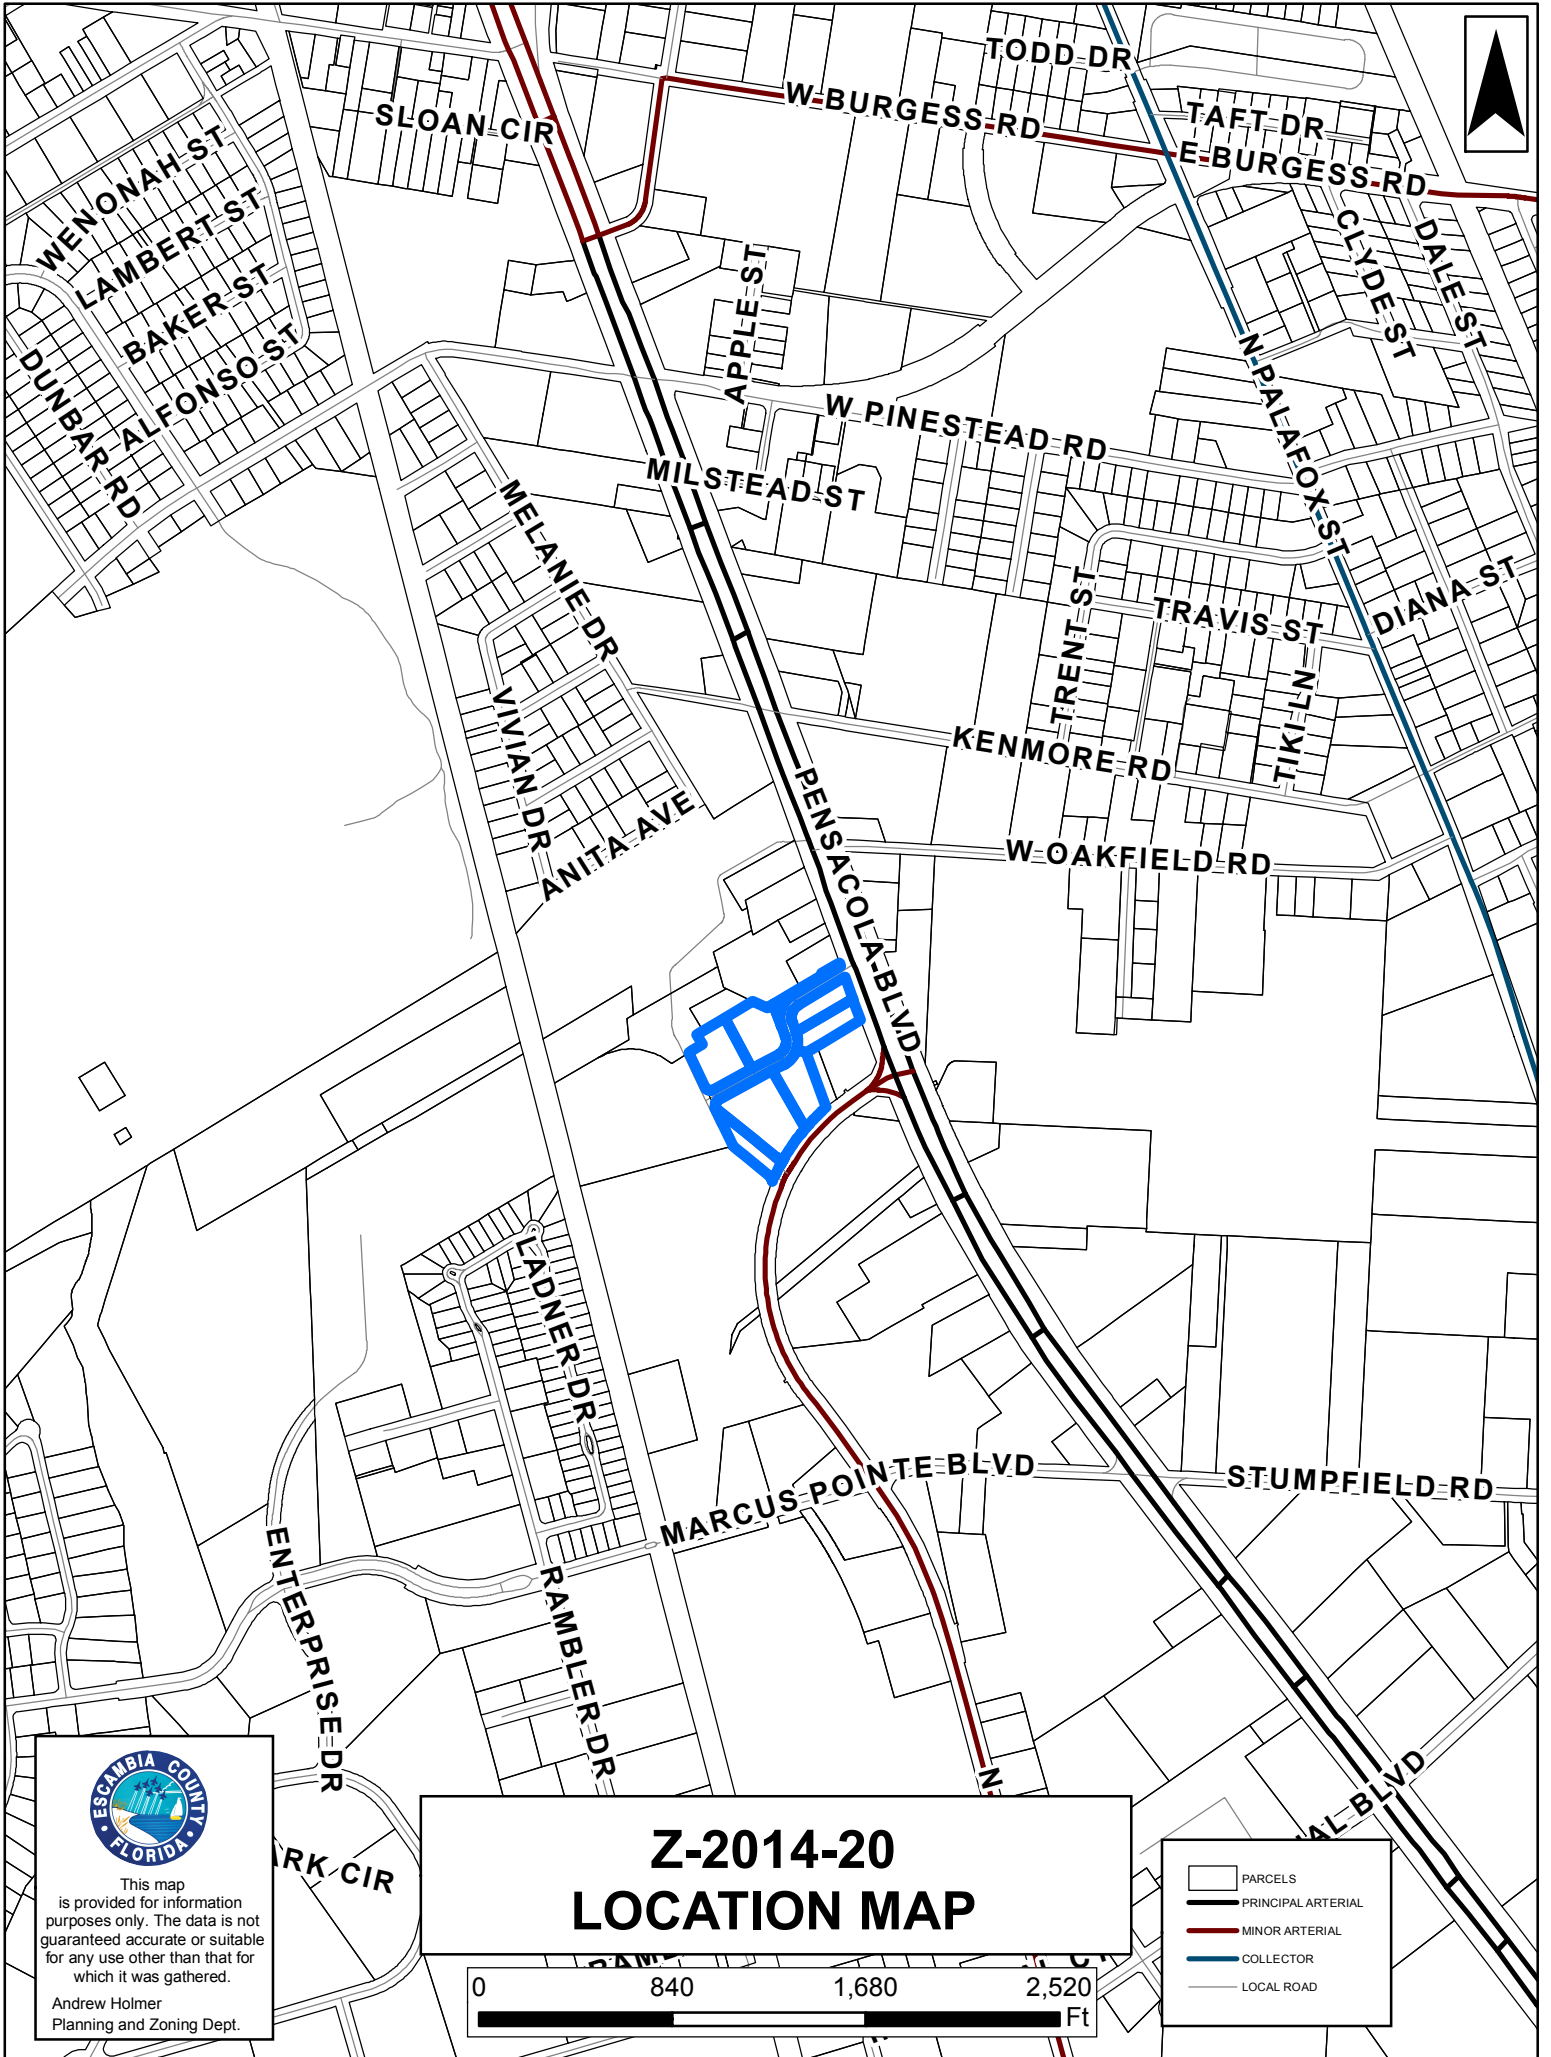 TODD DR
W BURGESS RD
TAFT DR
SLOAN CIR
E BURGESS RD
WENONAH ST
LAMBERT ST
CLYDE ST
DALE ST
BAKER ST
APPLE ST
ALFONSO ST
DUNBAR RD
N PALAFOX ST
W PINESTEAD RD
MILSTEAD ST
MELANIE DR
TRENT ST
TRAVIS ST
DIANA ST
VIVIAN DR
TIKI LN
KENMORE RD
PENSACOLA BLVD
ANITA AVE
W OAKFIELD RD
LADNER DR
MARCUS POINTE BLVD
STUMPFIELD RD
ENTERPRISE DR
RAMBLER DR
N
BLVD
CIR
ESCAMBIA COUNTY
FLORIDA
This map
is provided for information
purposes only. The data is not
guaranteed accurate or suitable
for any use other than that for
which it was gathered.
Andrew Holmer
Planning and Zoning Dept.
Z-2014-20
LOCATION MAP
0 840 1,680 2,520
Ft
PARCELS
PRINCIPAL ARTERIAL
MINOR ARTERIAL
COLLECTOR
LOCAL ROAD